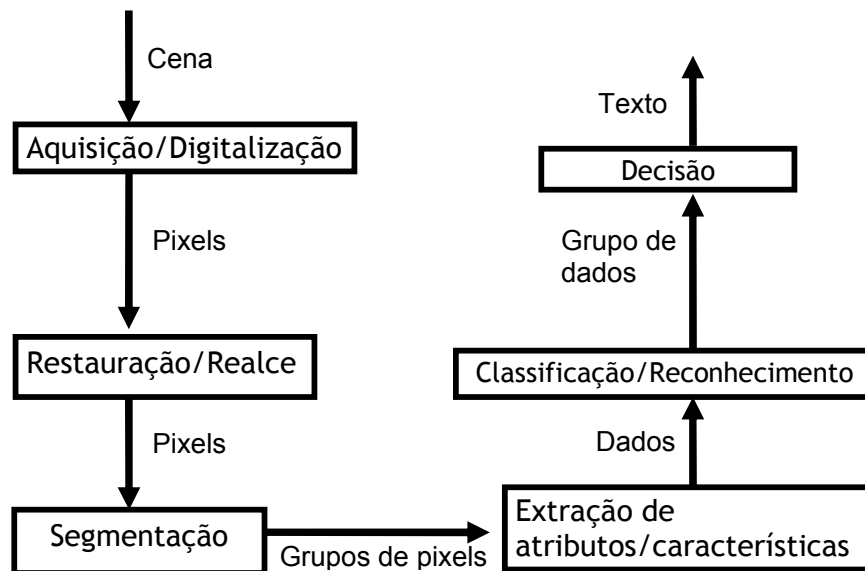 Cena
Aquisição/Digitalização
Pixels
Restauração/Realce
Pixels
Segmentação
Grupos de pixels
Extração de
atributos/características
Dados
Classificação/Reconhecimento
Grupo de
dados
Decisão
Texto